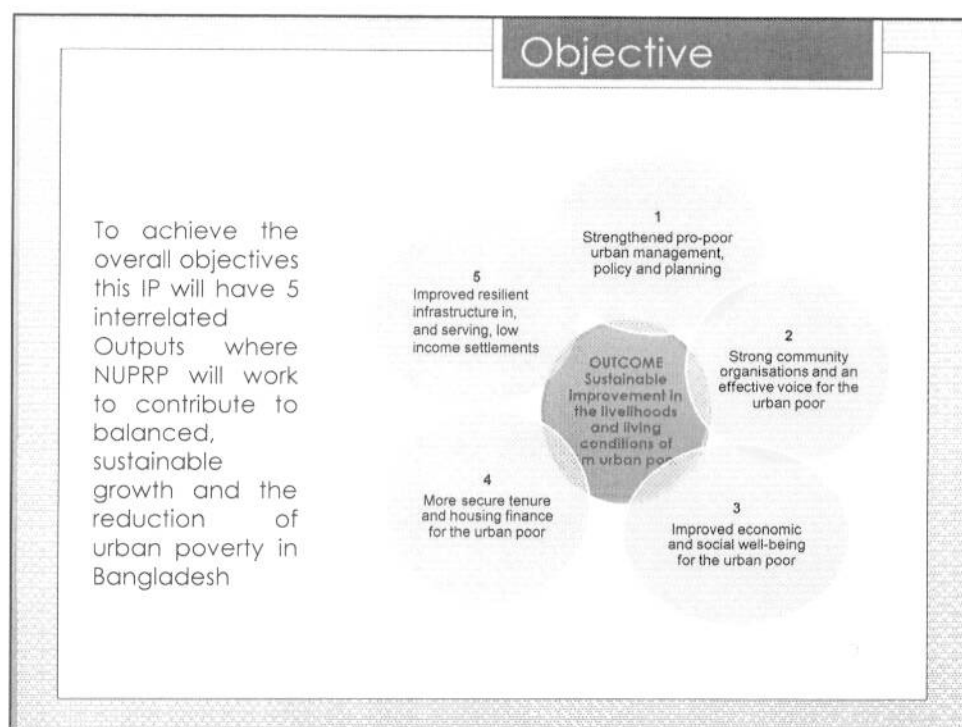 Objective
To achieve the
overall objectives
this IP will have 5
interrelated
Outputs where
NUPRP will work
to contribute to
balanced,
sustainable
growth and the
reduction of
urban poverty in
Bangladesh
1
Strengthened pro-poor
urban management,
policy and planning
2
Strong community
organisations and an
effective voice for the
urban poor
3
Improved economic
and social well-being
for the urban poor
4
More secure tenure
and housing finance
for the urban poor
5
Improved resilient
infrastructure in,
and serving, low
income settlements
OUTCOME
Sustainable
improvement in
the livelihoods
and living
conditions of
urban